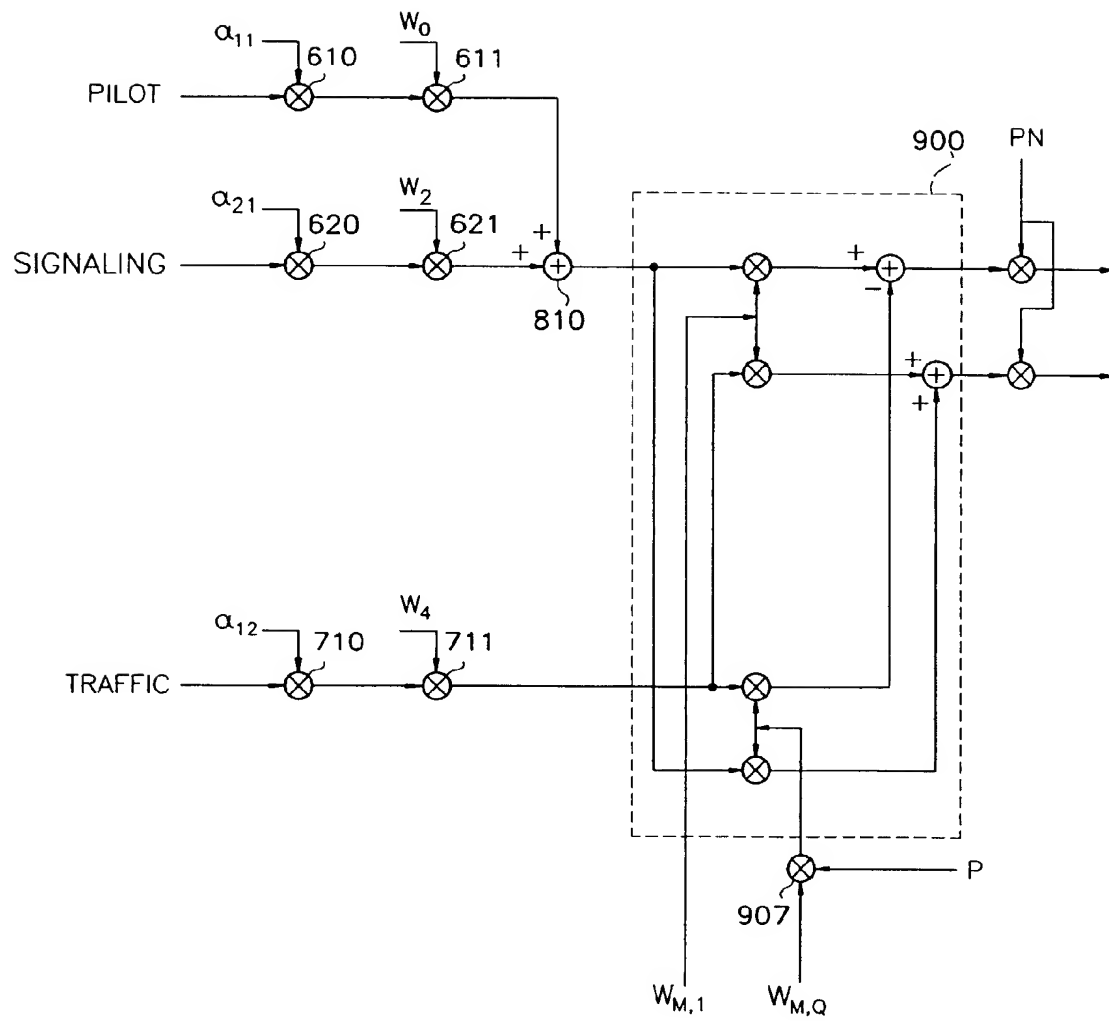 α11
W0
610
611
PILOT
900
PN
α21
W2
620
621
+
SIGNALING
+
+
−
810
+
+
α12
W4
710
711
TRAFFIC
P
907
WM,1
WM,Q